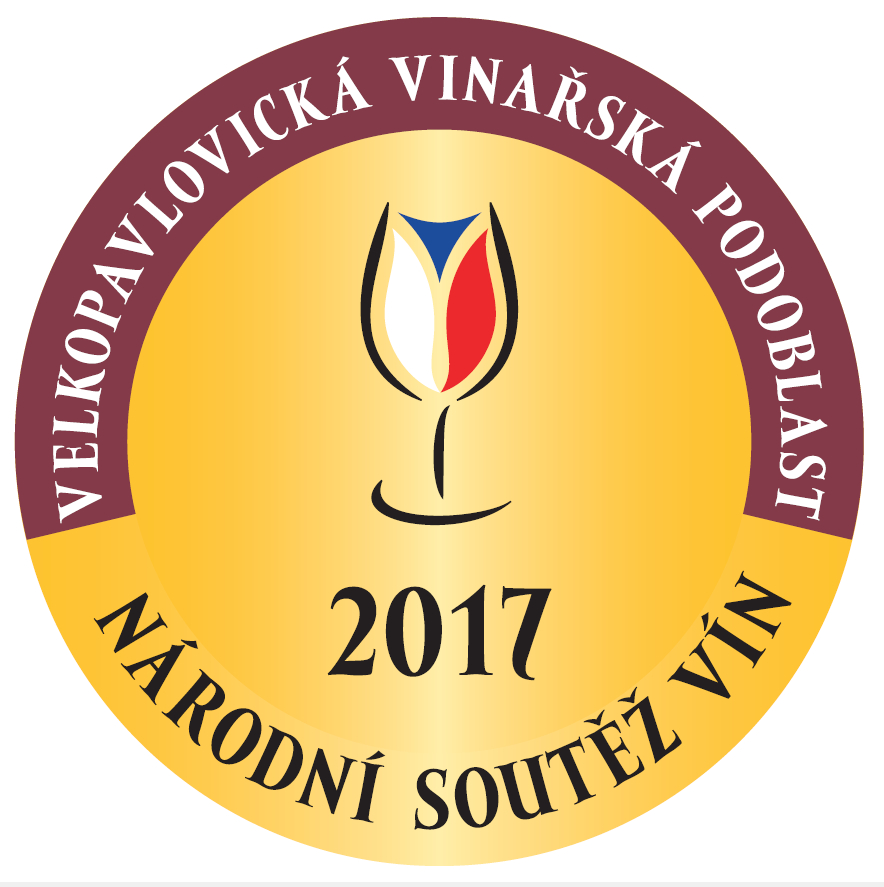 VELKOPAVLOVICKÁ VINAŘSKÁ PODOBLAST
2017
NÁRODNÍ SOUTĚŽ VÍN